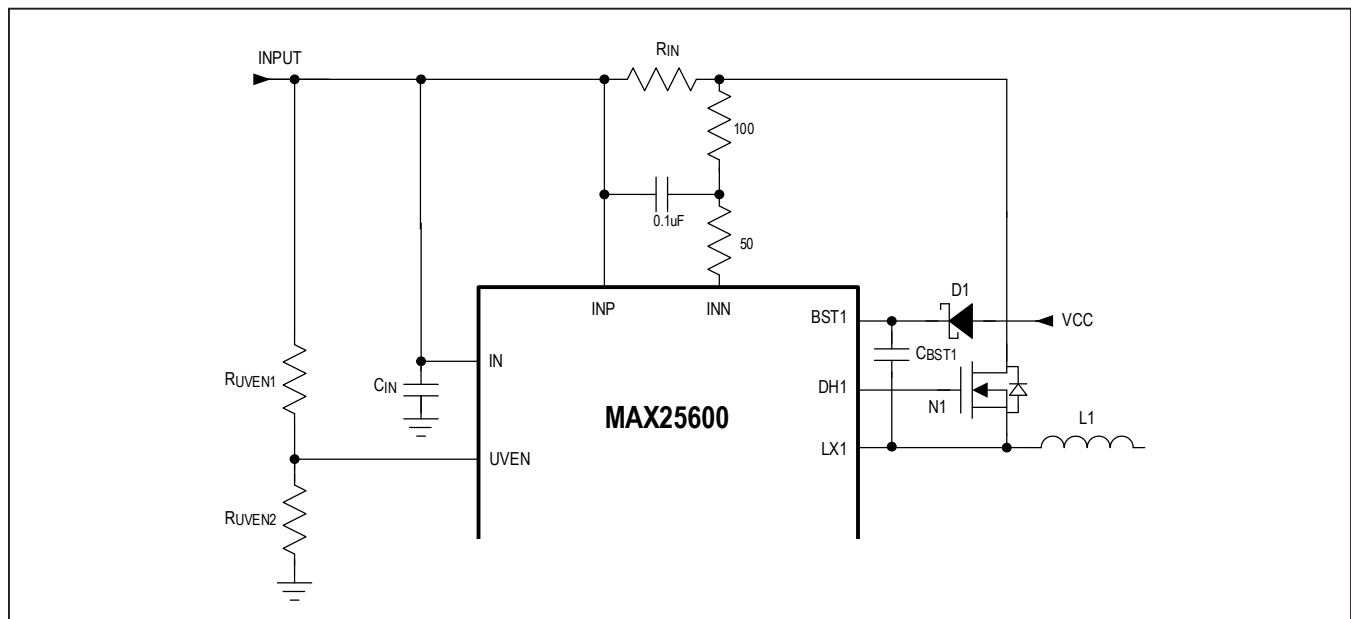 INPUT
RIN
100
0.1uF
50
INP
INN
D1
BST1
VCC
CBST1
IN
RUVEN1
CIN
DH1
N1
MAX25600
L1
LX1
UVEN
RUVEN2